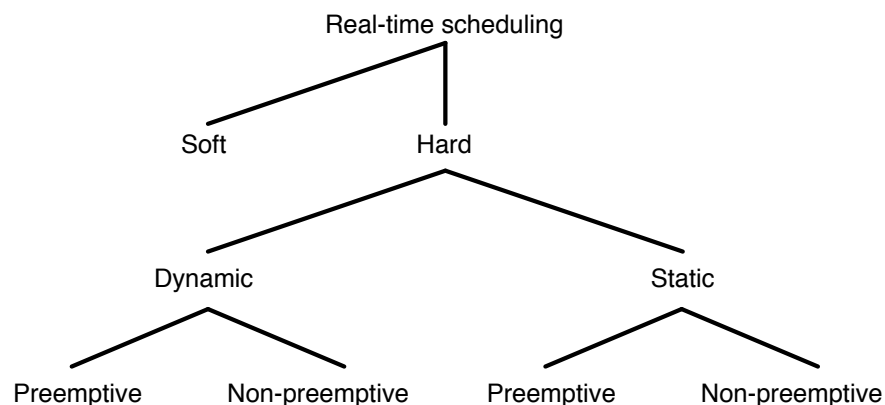 Real-time scheduling
Soft Hard
Dynamic Static
Preemptive Non-preemptive Preemptive Non-preemptive